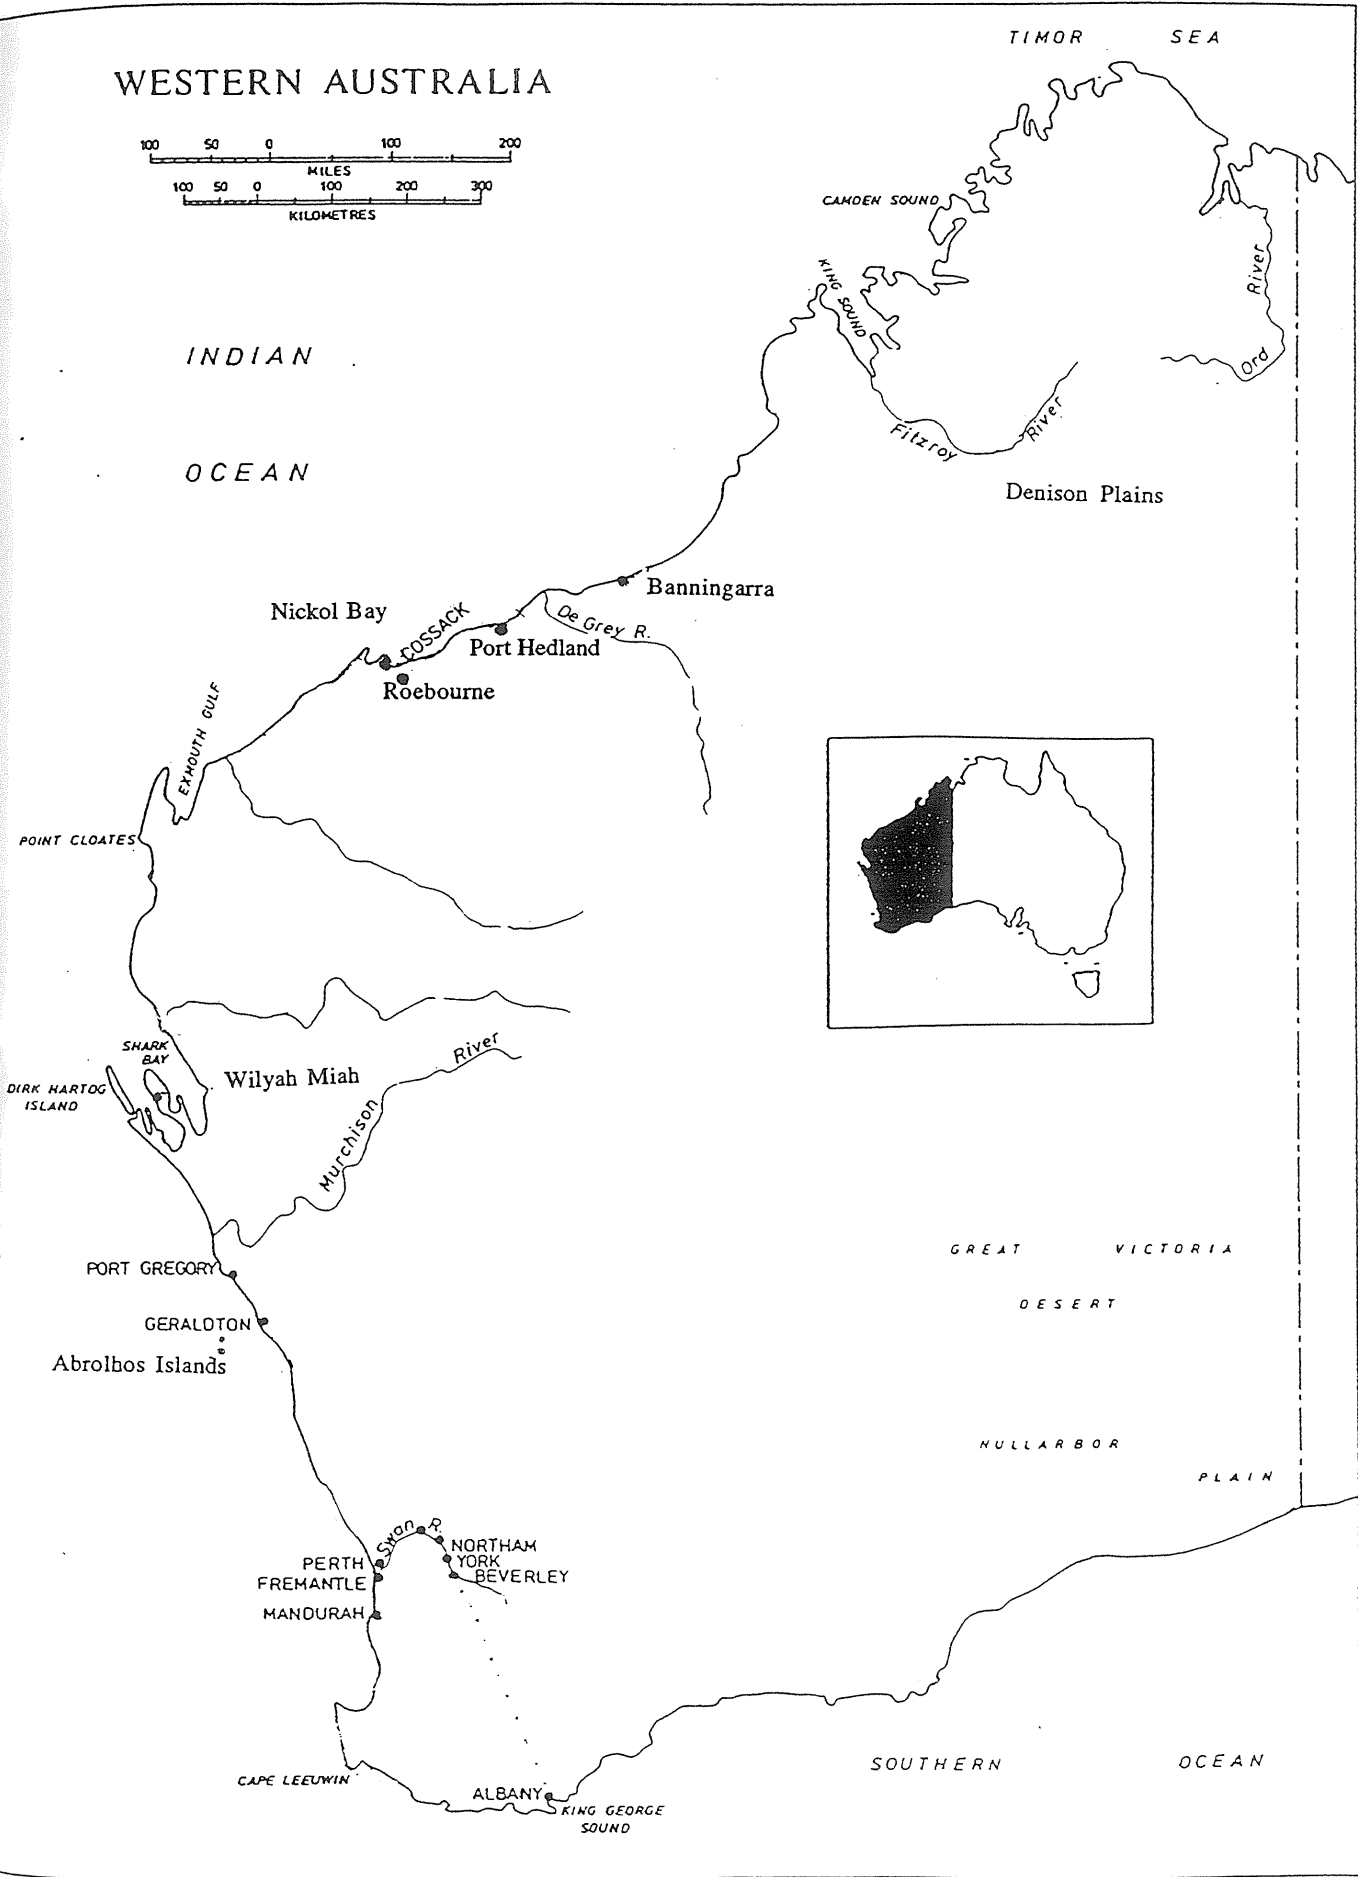 TIMOR SEA
WESTERN AUSTRALIA
100 50 0 100 200
MILES
100 50 0 100 200 300
KILOMETRES
CAMDEN SOUND
KING SOUND
River
Ord
INDIAN
OCEAN
Fitzroy River
Denison Plains
Banningarra
Nickol Bay
COSSACK
De Grey R.
Port Hedland
Roebourne
EXMOUTH GULF
POINT CLOATES
SHARK
BAY
Wilyah Miah
DIRK HARTOG
ISLAND
Murchison River
GREAT VICTORIA
DESERT
PORT GREGORY
GERALDTON
Abrolhos Islands
NULLARBOR
PLAIN
Swan R.
NORTHAM
PERTH
YORK
FREMANTLE
BEVERLEY
MANDURAH
SOUTHERN OCEAN
CAPE LEEUWIN
ALBANY
KING GEORGE
SOUND